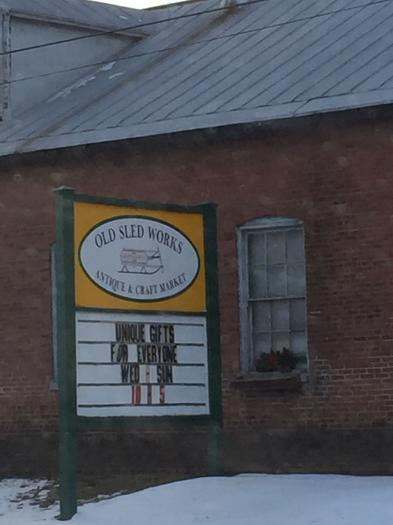 OLD SLED WORKS
ANTIQUE & CRAFT MARKET
UNIQUE GIFTS
FOR EVERYONE
WED - SUN
10 - 5